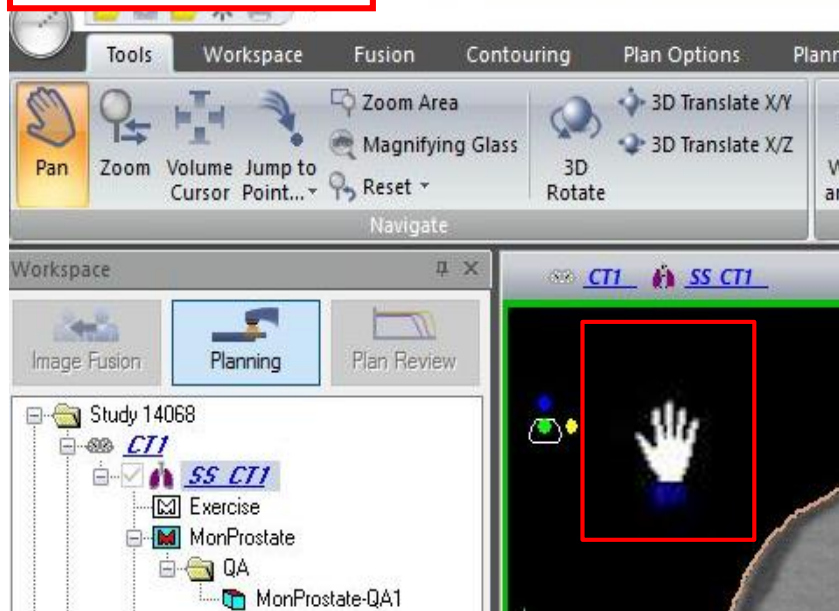 Tools Workspace Fusion Contouring Plan Options
Pan
Zoom
Volume Cursor
Jump to Point...
Zoom Area
Magnifying Glass
Reset
3D Rotate
3D Translate X/Y
3D Translate X/Z
Navigate
Workspace
Image Fusion
Planning
Plan Review
Study 14068
CT1
SS CT1
Exercise
MonProstate
QA
MonProstate-QA1
CT1 SS CT1